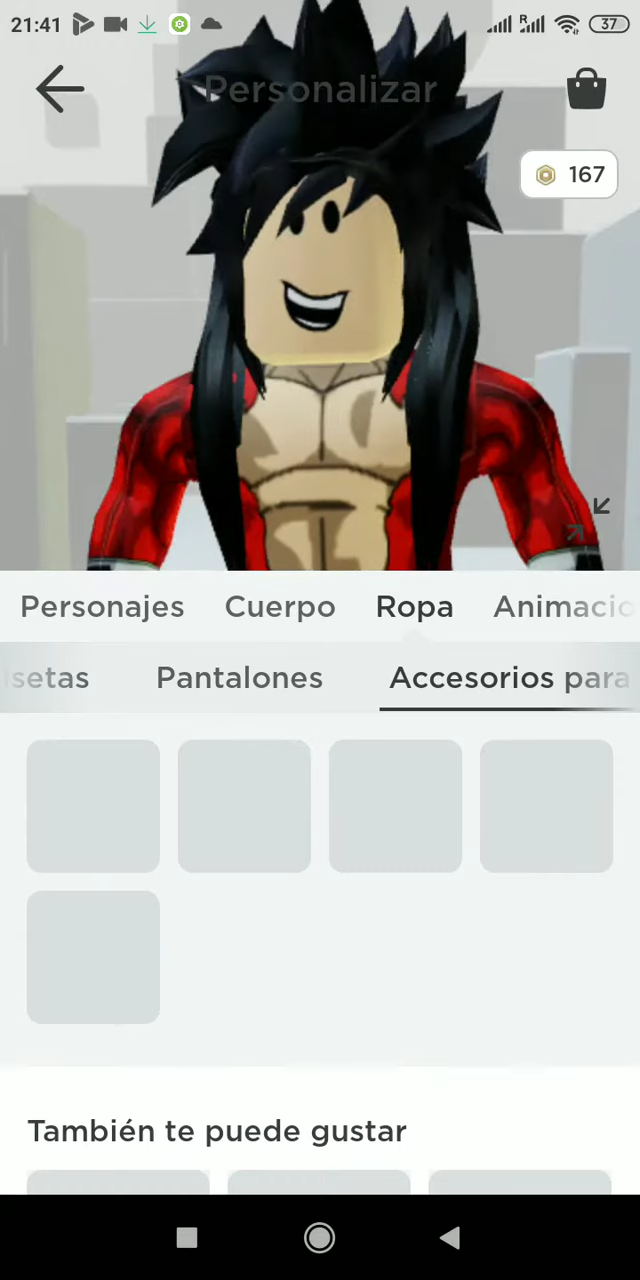 21:41
R
37
Personalizar
167
Personajes Cuerpo Ropa Animacio
setas Pantalones Accesorios para
También te puede gustar